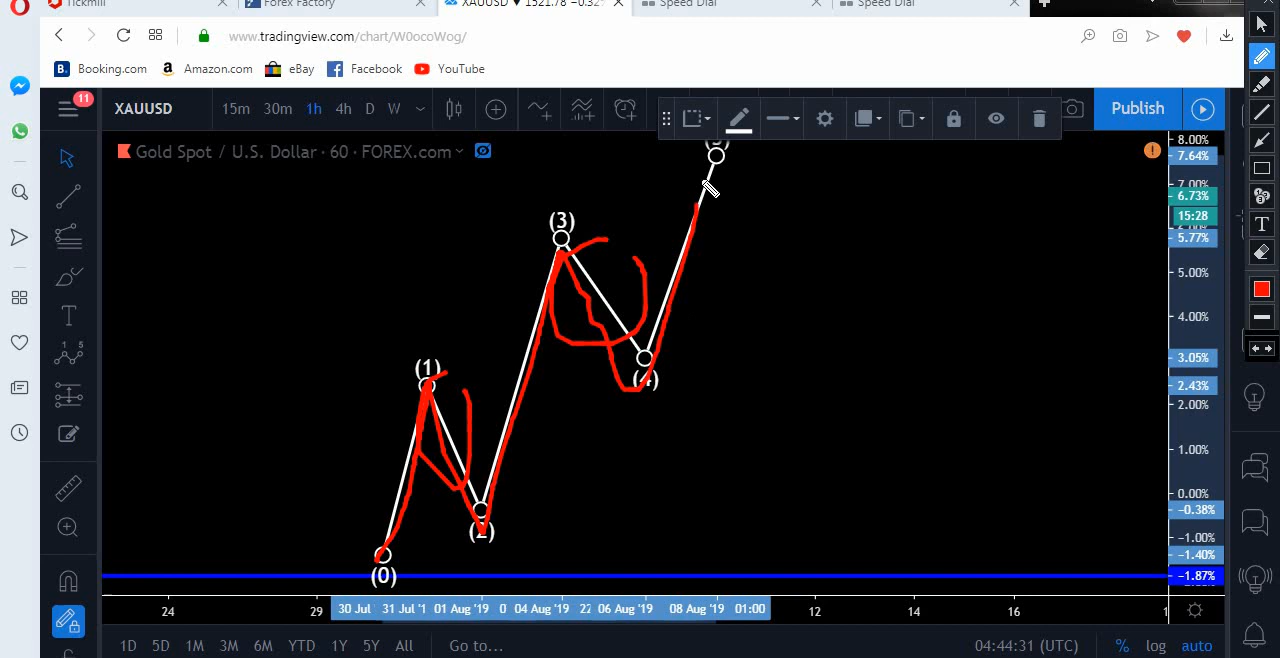 Tickmill
Forex Factory
XAUUSD ▼ 1521.78 −0.32%
Speed Dial
Speed Dial
www.tradingview.com/chart/W0ocoWog/
B. Booking.com
a Amazon.com
eBay
Facebook
YouTube
11
XAUUSD
15m 30m 1h 4h D W
Publish
Gold Spot / U.S. Dollar · 60 · FOREX.com
8.00%
7.64%
7.00%
6.73%
15:28
5.77%
5.00%
4.00%
3.05%
2.43%
2.00%
1.00%
0.00%
−0.38%
−1.00%
−1.40%
−1.87%
(3)
(1)
(4)
(2)
(0)
1 5
T
T
24 29 30 Jul 31 Jul '1 01 Aug '19 0 04 Aug '19 22 06 Aug '19 08 Aug '19 01:00 12 14 16 1
1D 5D 1M 3M 6M YTD 1Y 5Y All Go to... 04:44:31 (UTC) % log auto